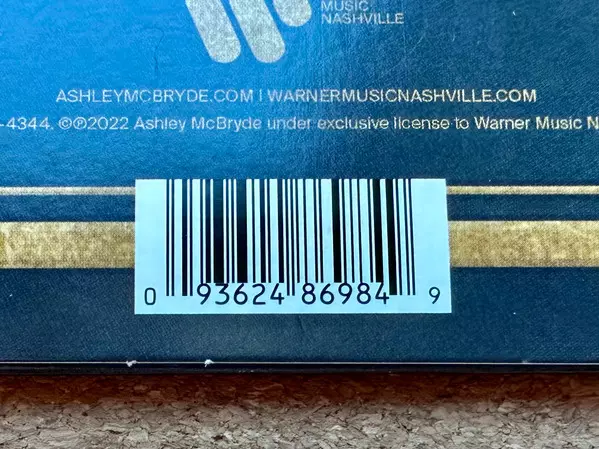 MUSIC
NASHVILLE
ASHLEYMCBRYDE.COM | WARNERMUSICNASHVILLE.COM
-4344. ©℗2022 Ashley McBryde under exclusive license to Warner Music N
0 93624 86984 9